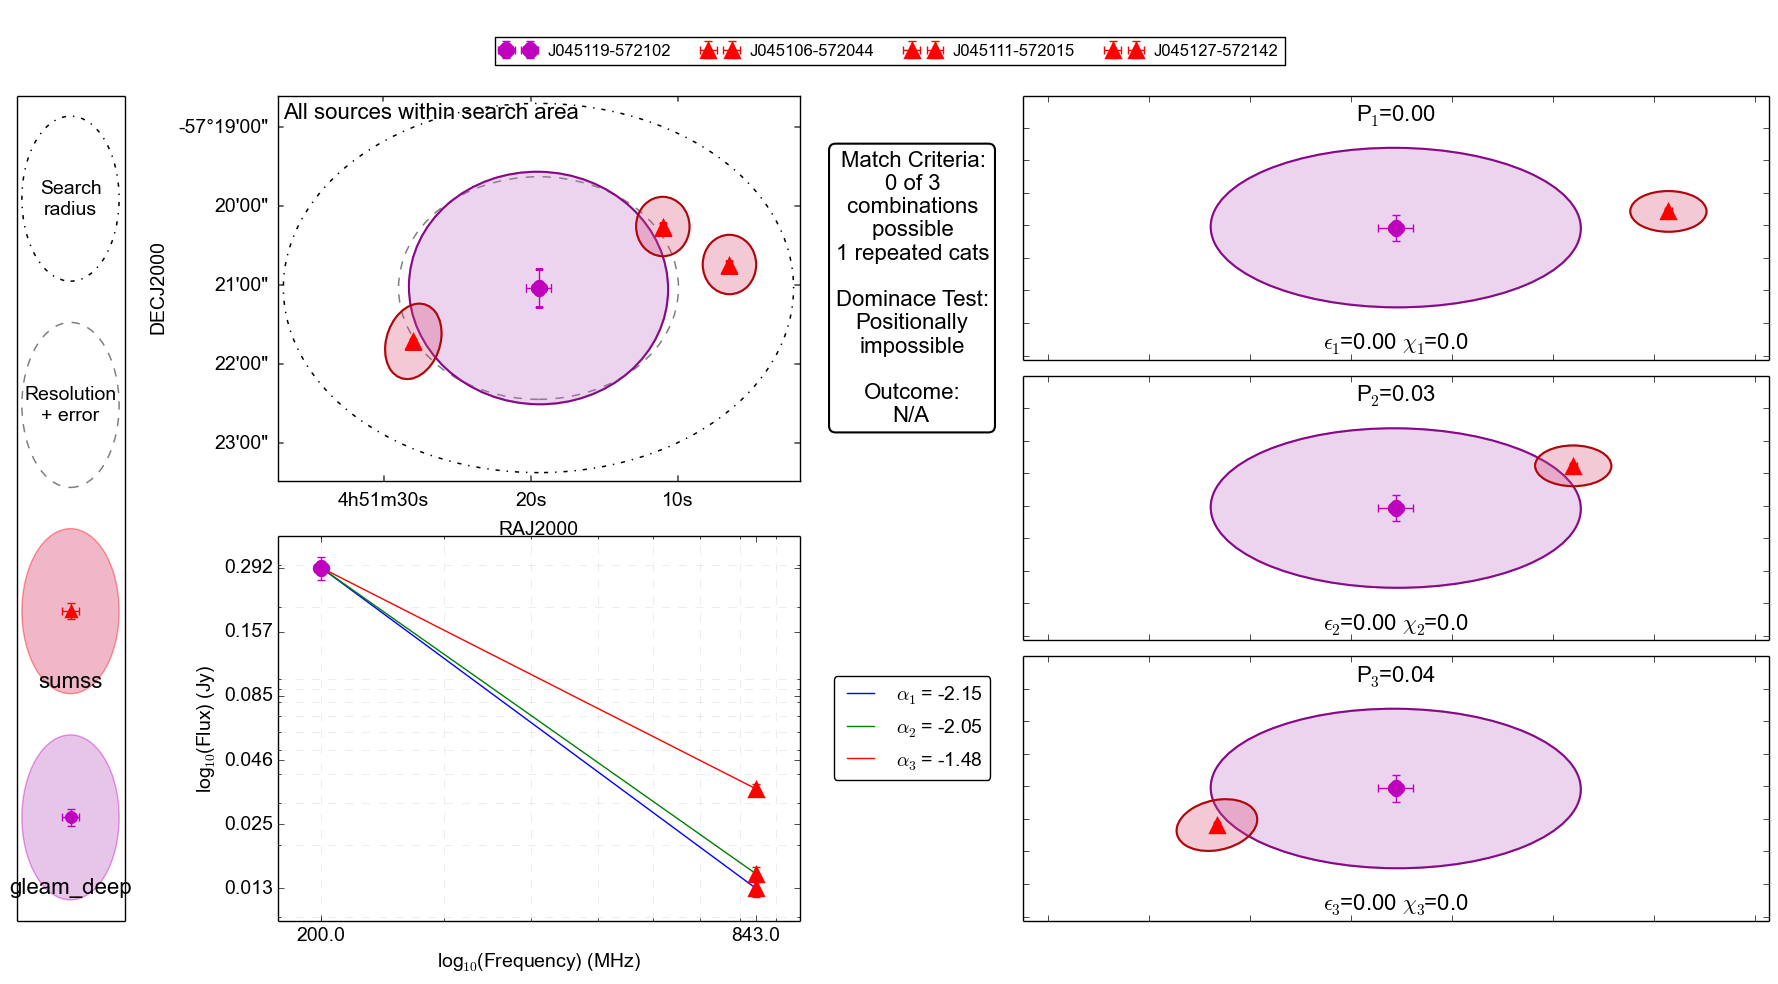 J045119-572102 J045106-572044 J045111-572015 J045127-572142
Search
radius
Resolution
+ error
sumss
gleam_deep
All sources within search area
-57°19'00"
20'00"
21'00"
22'00"
23'00"
DECJ2000
4h51m30s 20s 10s
RAJ2000
0.292
0.157
0.085
0.046
0.025
0.013
log10(Flux) (Jy)
200.0 843.0
log10(Frequency) (MHz)
Match Criteria:
0 of 3
combinations
possible
1 repeated cats
Dominace Test:
Positionally
impossible
Outcome:
N/A
α1 = -2.15
α2 = -2.05
α3 = -1.48
P1=0.00
ϵ1=0.00 χ1=0.0
P2=0.03
ϵ2=0.00 χ2=0.0
P3=0.04
ϵ3=0.00 χ3=0.0